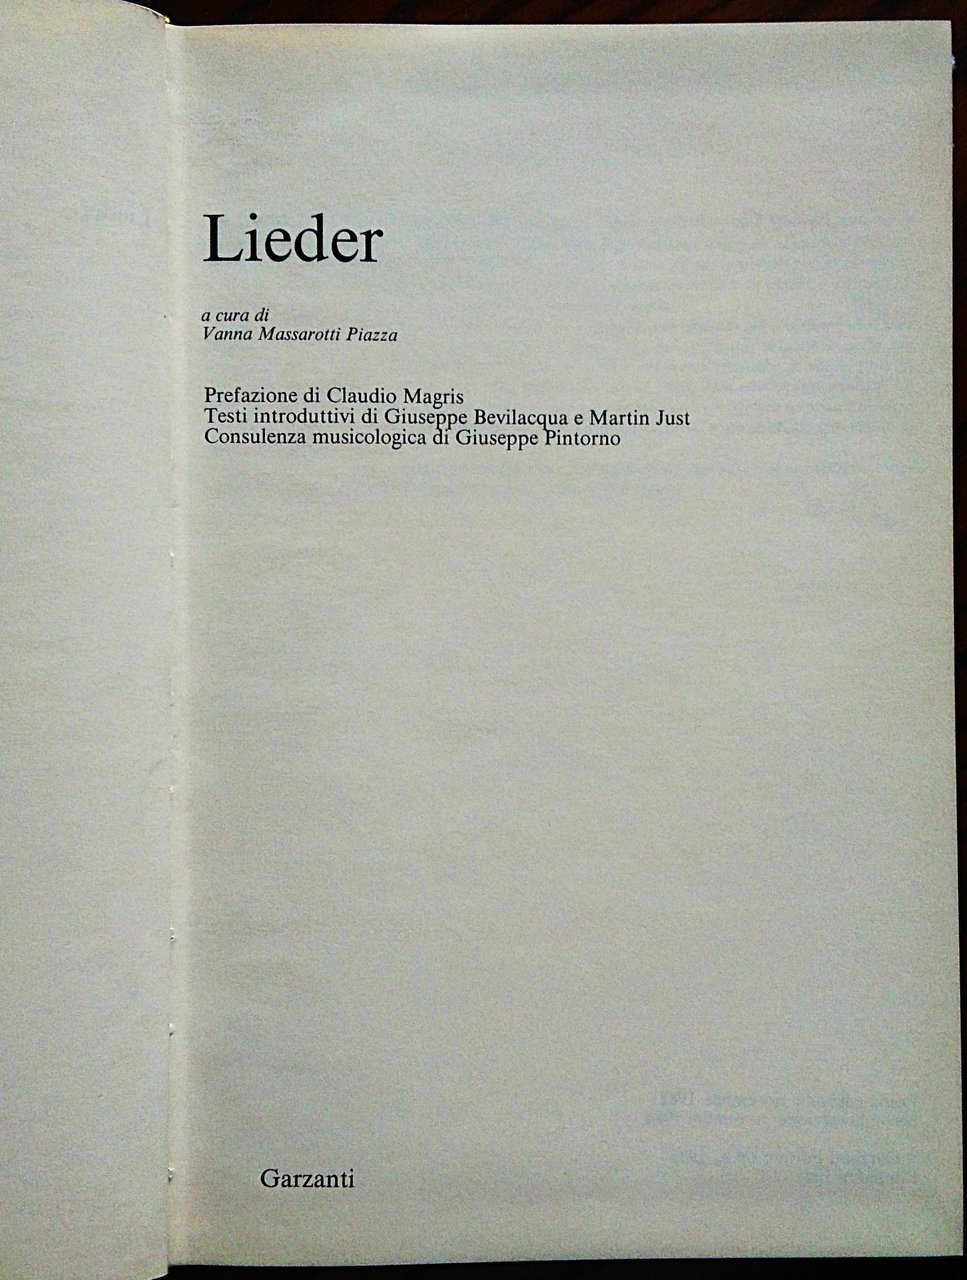 Lieder
a cura di
Vanna Massarotti Piazza
Prefazione di Claudio Magris
Testi introduttivi di Giuseppe Bevilacqua e Martin Just
Consulenza musicologica di Giuseppe Pintorno
Garzanti